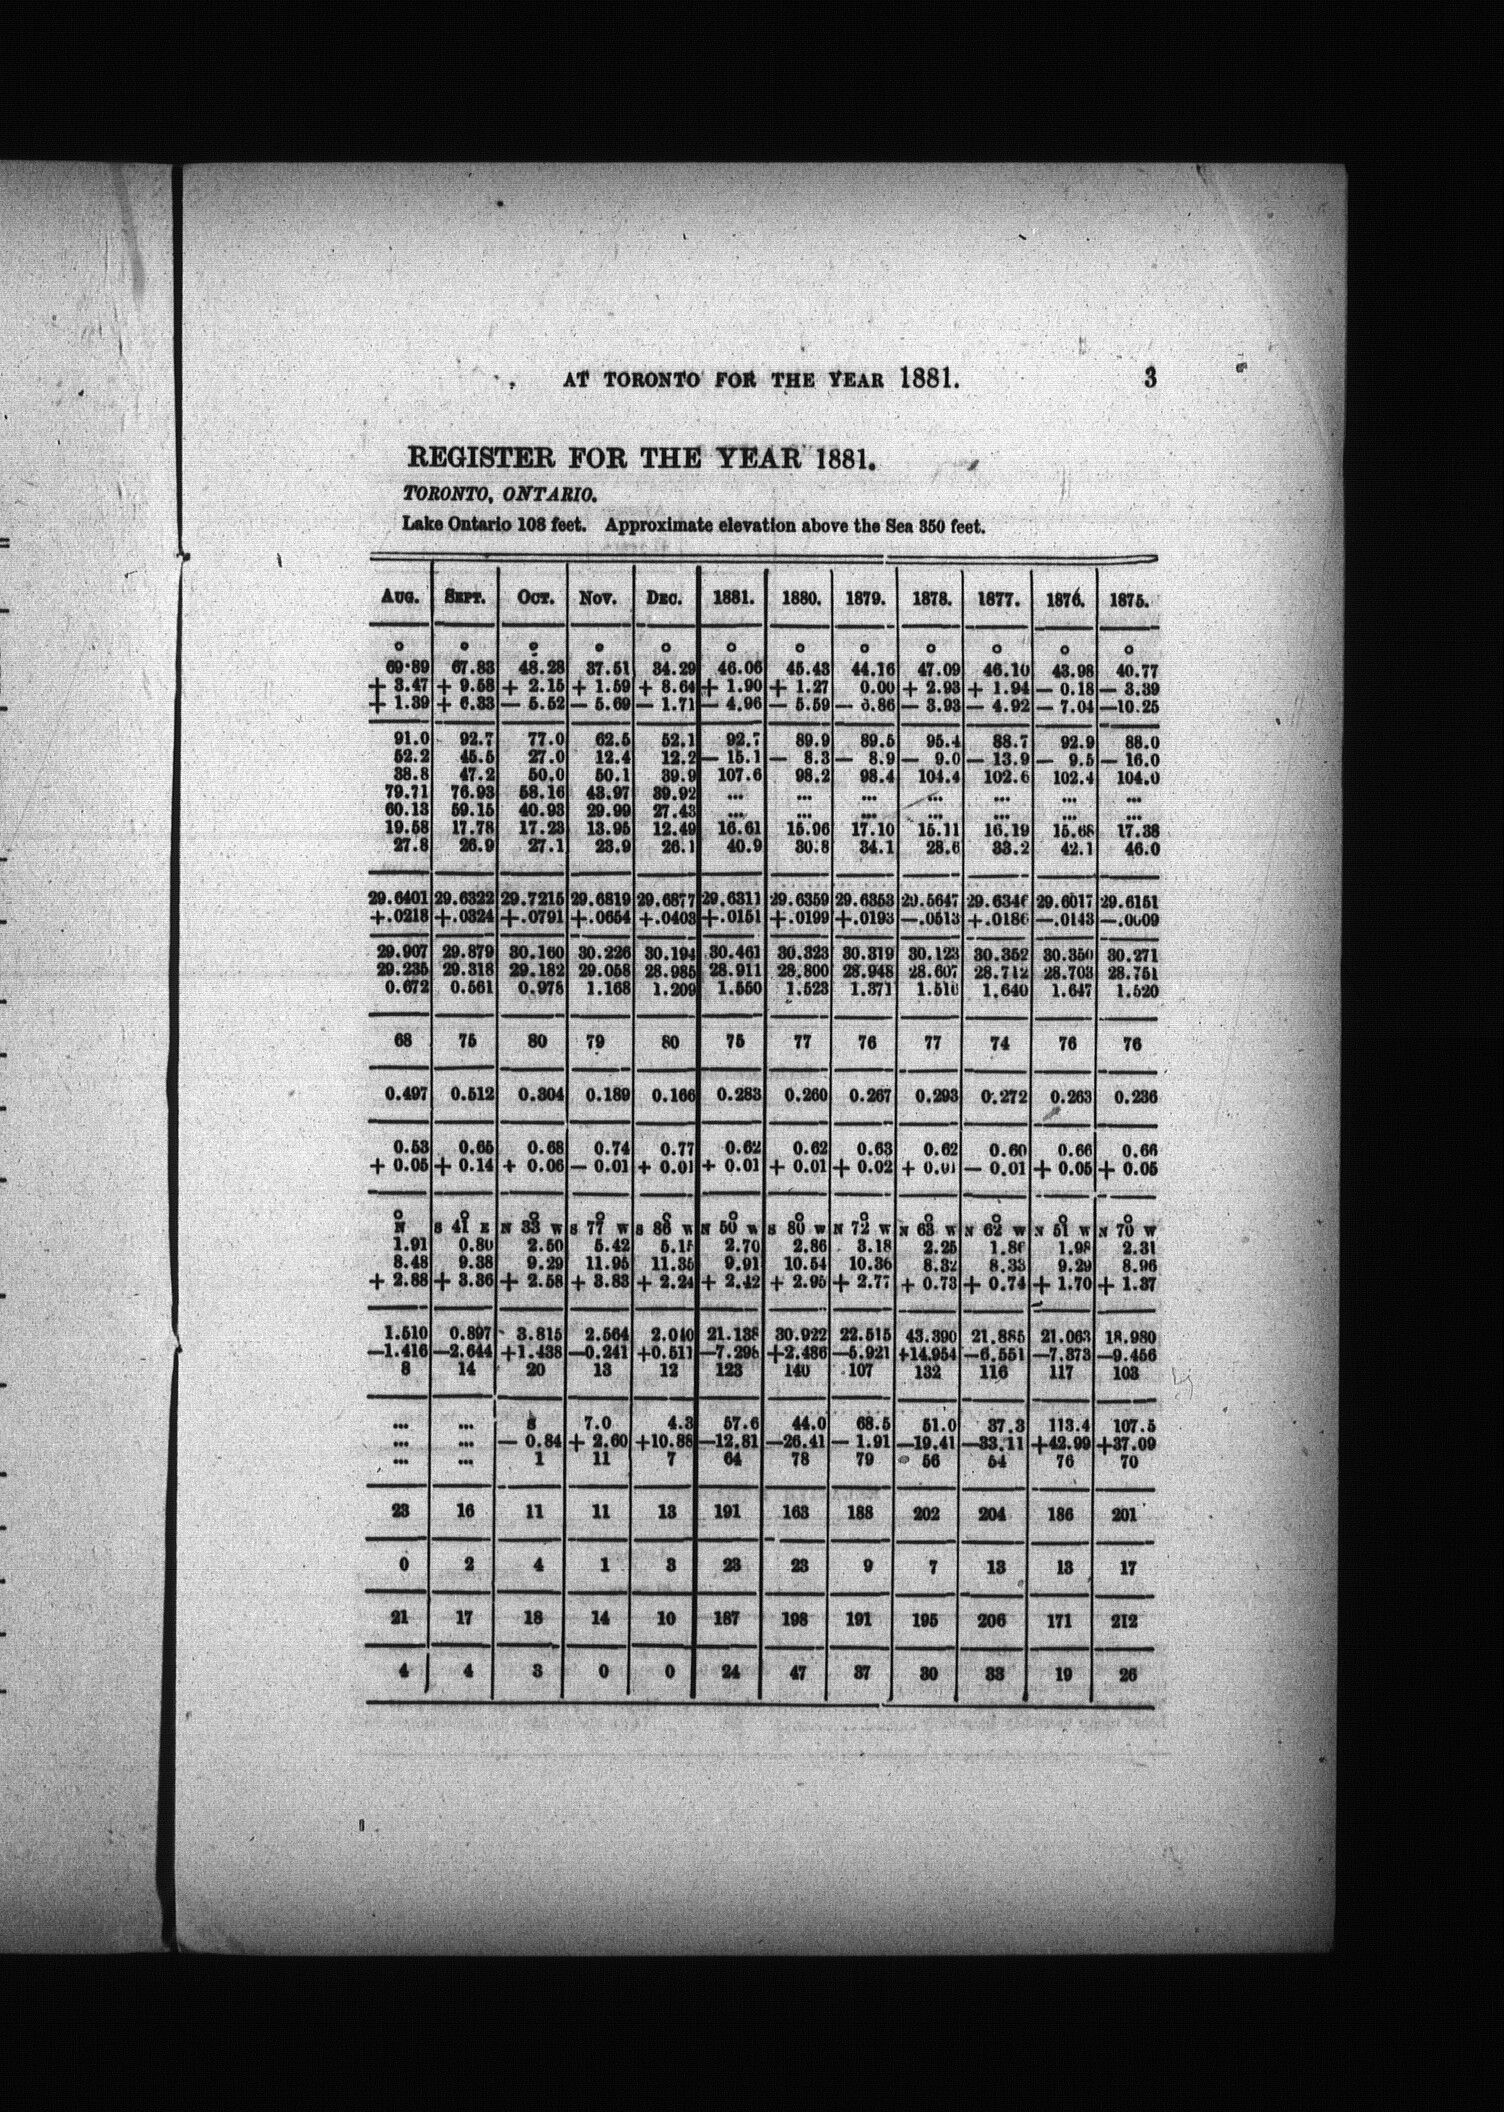 AT TORONTO FOR THE YEAR 1881. 3
REGISTER FOR THE YEAR 1881.
TORONTO, ONTARIO.
Lake Ontario 108 feet. Approximate elevation above the Sea 350 feet.
AUG. SEPT. OCT. NOV. DEC. 1881. 1880. 1879. 1878. 1877. 1876. 1875.
o o o o o o o o o o o o
69·89 67.83 48.28 37.51 34.29 46.06 45.43 44.16 47.09 46.10 43.98 40.77
+ 3.47 + 9.58 + 2.15 + 1.59 + 8.64 + 1.90 + 1.27 0.00 + 2.93 + 1.94 — 0.18 — 3.39
+ 1.39 + 6.33 — 5.52 — 5.69 — 1.71 — 4.96 — 5.59 — 6.86 — 3.93 — 4.92 — 7.04 —10.25
91.0 92.7 77.0 62.5 52.1 92.7 89.9 89.5 95.4 88.7 92.9 88.0
52.2 45.5 27.0 12.4 12.2 — 15.1 — 8.3 — 8.9 — 9.0 — 13.9 — 9.5 — 16.0
38.8 47.2 50.0 50.1 39.9 107.6 98.2 98.4 104.4 102.6 102.4 104.0
79.71 76.93 58.16 43.97 39.92 ... ... ... ... ... ... ...
60.13 59.15 40.93 29.99 27.43 ... ... ... ... ... ... ...
19.58 17.78 17.23 13.95 12.49 16.61 15.96 17.10 15.11 16.19 15.68 17.38
27.8 26.9 27.1 23.9 26.1 40.9 30.8 34.1 28.6 33.2 42.1 46.0
29.6401 29.6322 29.7215 29.6819 29.6877 29.6311 29.6359 29.6353 29.5647 29.6346 29.6017 29.6151
+.0218 +.0324 +.0791 +.0654 +.0403 +.0151 +.0199 +.0193 —.0513 +.0186 —.0143 —.0009
29.907 29.879 30.160 30.226 30.194 30.461 30.323 30.319 30.123 30.352 30.350 30.271
29.235 29.318 29.182 29.058 28.985 28.911 28.800 28.948 28.607 28.712 28.703 28.751
0.672 0.561 0.978 1.168 1.209 1.550 1.523 1.371 1.516 1.640 1.647 1.520
68 75 80 79 80 75 77 76 77 74 76 76
0.497 0.512 0.304 0.189 0.166 0.283 0.260 0.267 0.293 0.272 0.263 0.236
0.53 0.65 0.68 0.74 0.77 0.62 0.62 0.63 0.62 0.60 0.66 0.66
+ 0.05 + 0.14 + 0.06 — 0.01 + 0.01 + 0.01 + 0.01 + 0.02 + 0.01 — 0.01 + 0.05 + 0.05
o o o o o o o o o o o o
N S 41 E N 33 W S 77 W S 86 W N 50 W S 80 W N 72 W N 63 W N 62 W N 51 W N 70 W
1.91 0.80 2.50 5.42 5.15 2.70 2.86 3.18 2.25 1.86 1.98 2.31
8.48 9.38 9.29 11.95 11.35 9.91 10.54 10.36 8.32 8.33 9.29 8.96
+ 2.88 + 3.36 + 2.58 + 3.83 + 2.24 + 2.42 + 2.95 + 2.77 + 0.73 + 0.74 + 1.70 + 1.37
1.510 0.897 3.815 2.564 2.040 21.138 30.922 22.515 43.390 21.885 21.063 18.980
—1.416 —2.644 +1.438 —0.241 +0.511 —7.298 +2.486 —5.921 +14.954 —6.551 —7.373 —9.456
8 14 20 13 12 123 140 107 132 116 117 103
... ... 8 7.0 4.3 57.6 44.0 68.5 51.0 37.3 113.4 107.5
... ... — 0.84 + 2.60 +10.88 —12.81 —26.41 — 1.91 —19.41 —33.11 +42.99 +37.09
... ... 1 11 7 64 78 79 56 54 76 70
23 16 11 11 13 191 163 188 202 204 186 201
0 2 4 1 3 23 23 9 7 13 13 17
21 17 18 14 10 187 198 191 195 206 171 212
4 4 3 0 0 24 47 37 30 33 19 26